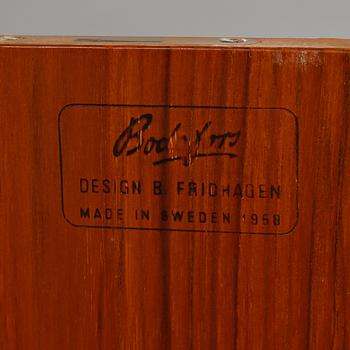 Bodafors
DESIGN B. FRIDHAGEN
MADE IN SWEDEN 1958